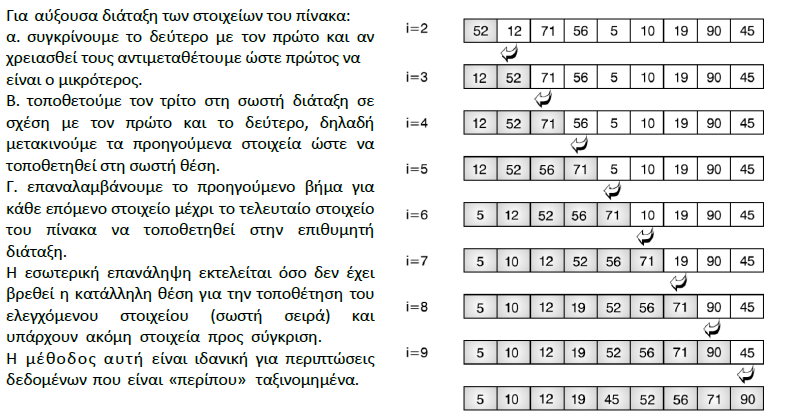 Για αύξουσα διάταξη των στοιχείων του πίνακα:
α. συγκρίνουμε το δεύτερο με τον πρώτο και αν
χρειασθεί τους αντιμεταθέτουμε ώστε πρώτος να
είναι ο μικρότερος.
Β. τοποθετούμε τον τρίτο στη σωστή διάταξη σε
σχέση με τον πρώτο και το δεύτερο, δηλαδή
μετακινούμε τα προηγούμενα στοιχεία ώστε να
τοποθετηθεί στη σωστή θέση.
Γ. επαναλαμβάνουμε το προηγούμενο βήμα για
κάθε επόμενο στοιχείο μέχρι το τελευταίο στοιχείο
του πίνακα να τοποθετηθεί στην επιθυμητή
διάταξη.
Η εσωτερική επανάληψη εκτελείται όσο δεν έχει
βρεθεί η κατάλληλη θέση για την τοποθέτηση του
ελεγχόμενου στοιχείου (σωστή σειρά) και
υπάρχουν ακόμη στοιχεία προς σύγκριση.
Η μέθοδος αυτή είναι ιδανική για περιπτώσεις
δεδομένων που είναι «περίπου» ταξινομημένα.
i=2 52 12 71 56 5 10 19 90 45
i=3 12 52 71 56 5 10 19 90 45
i=4 12 52 71 56 5 10 19 90 45
i=5 12 52 56 71 5 10 19 90 45
i=6 5 12 52 56 71 10 19 90 45
i=7 5 10 12 52 56 71 19 90 45
i=8 5 10 12 19 52 56 71 90 45
i=9 5 10 12 19 52 56 71 90 45
5 10 12 19 45 52 56 71 90